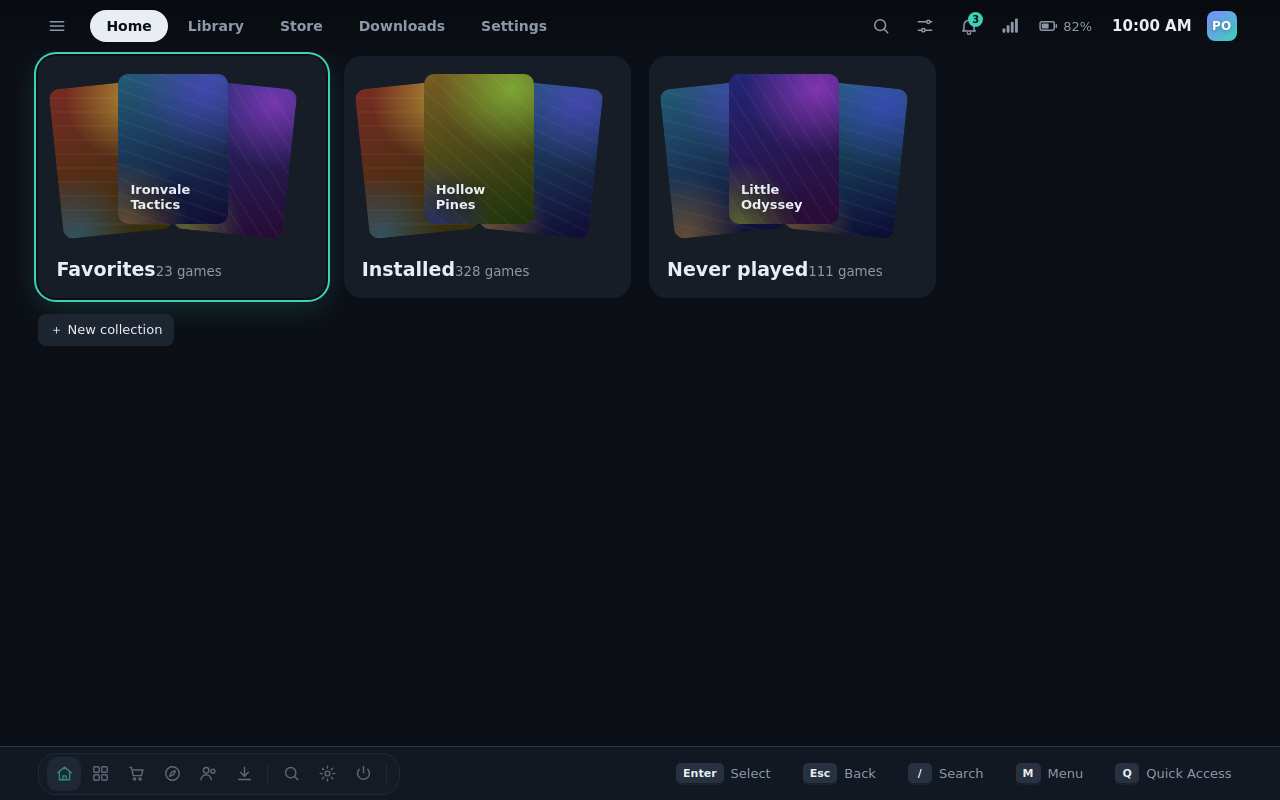 Home Library Store Downloads Settings 3 82% 10:00 AM PO
Ironvale
Tactics
Favorites 23 games
Hollow
Pines
Installed 328 games
Little
Odyssey
Never played 111 games
+ New collection
Enter Select Esc Back / Search M Menu Q Quick Access